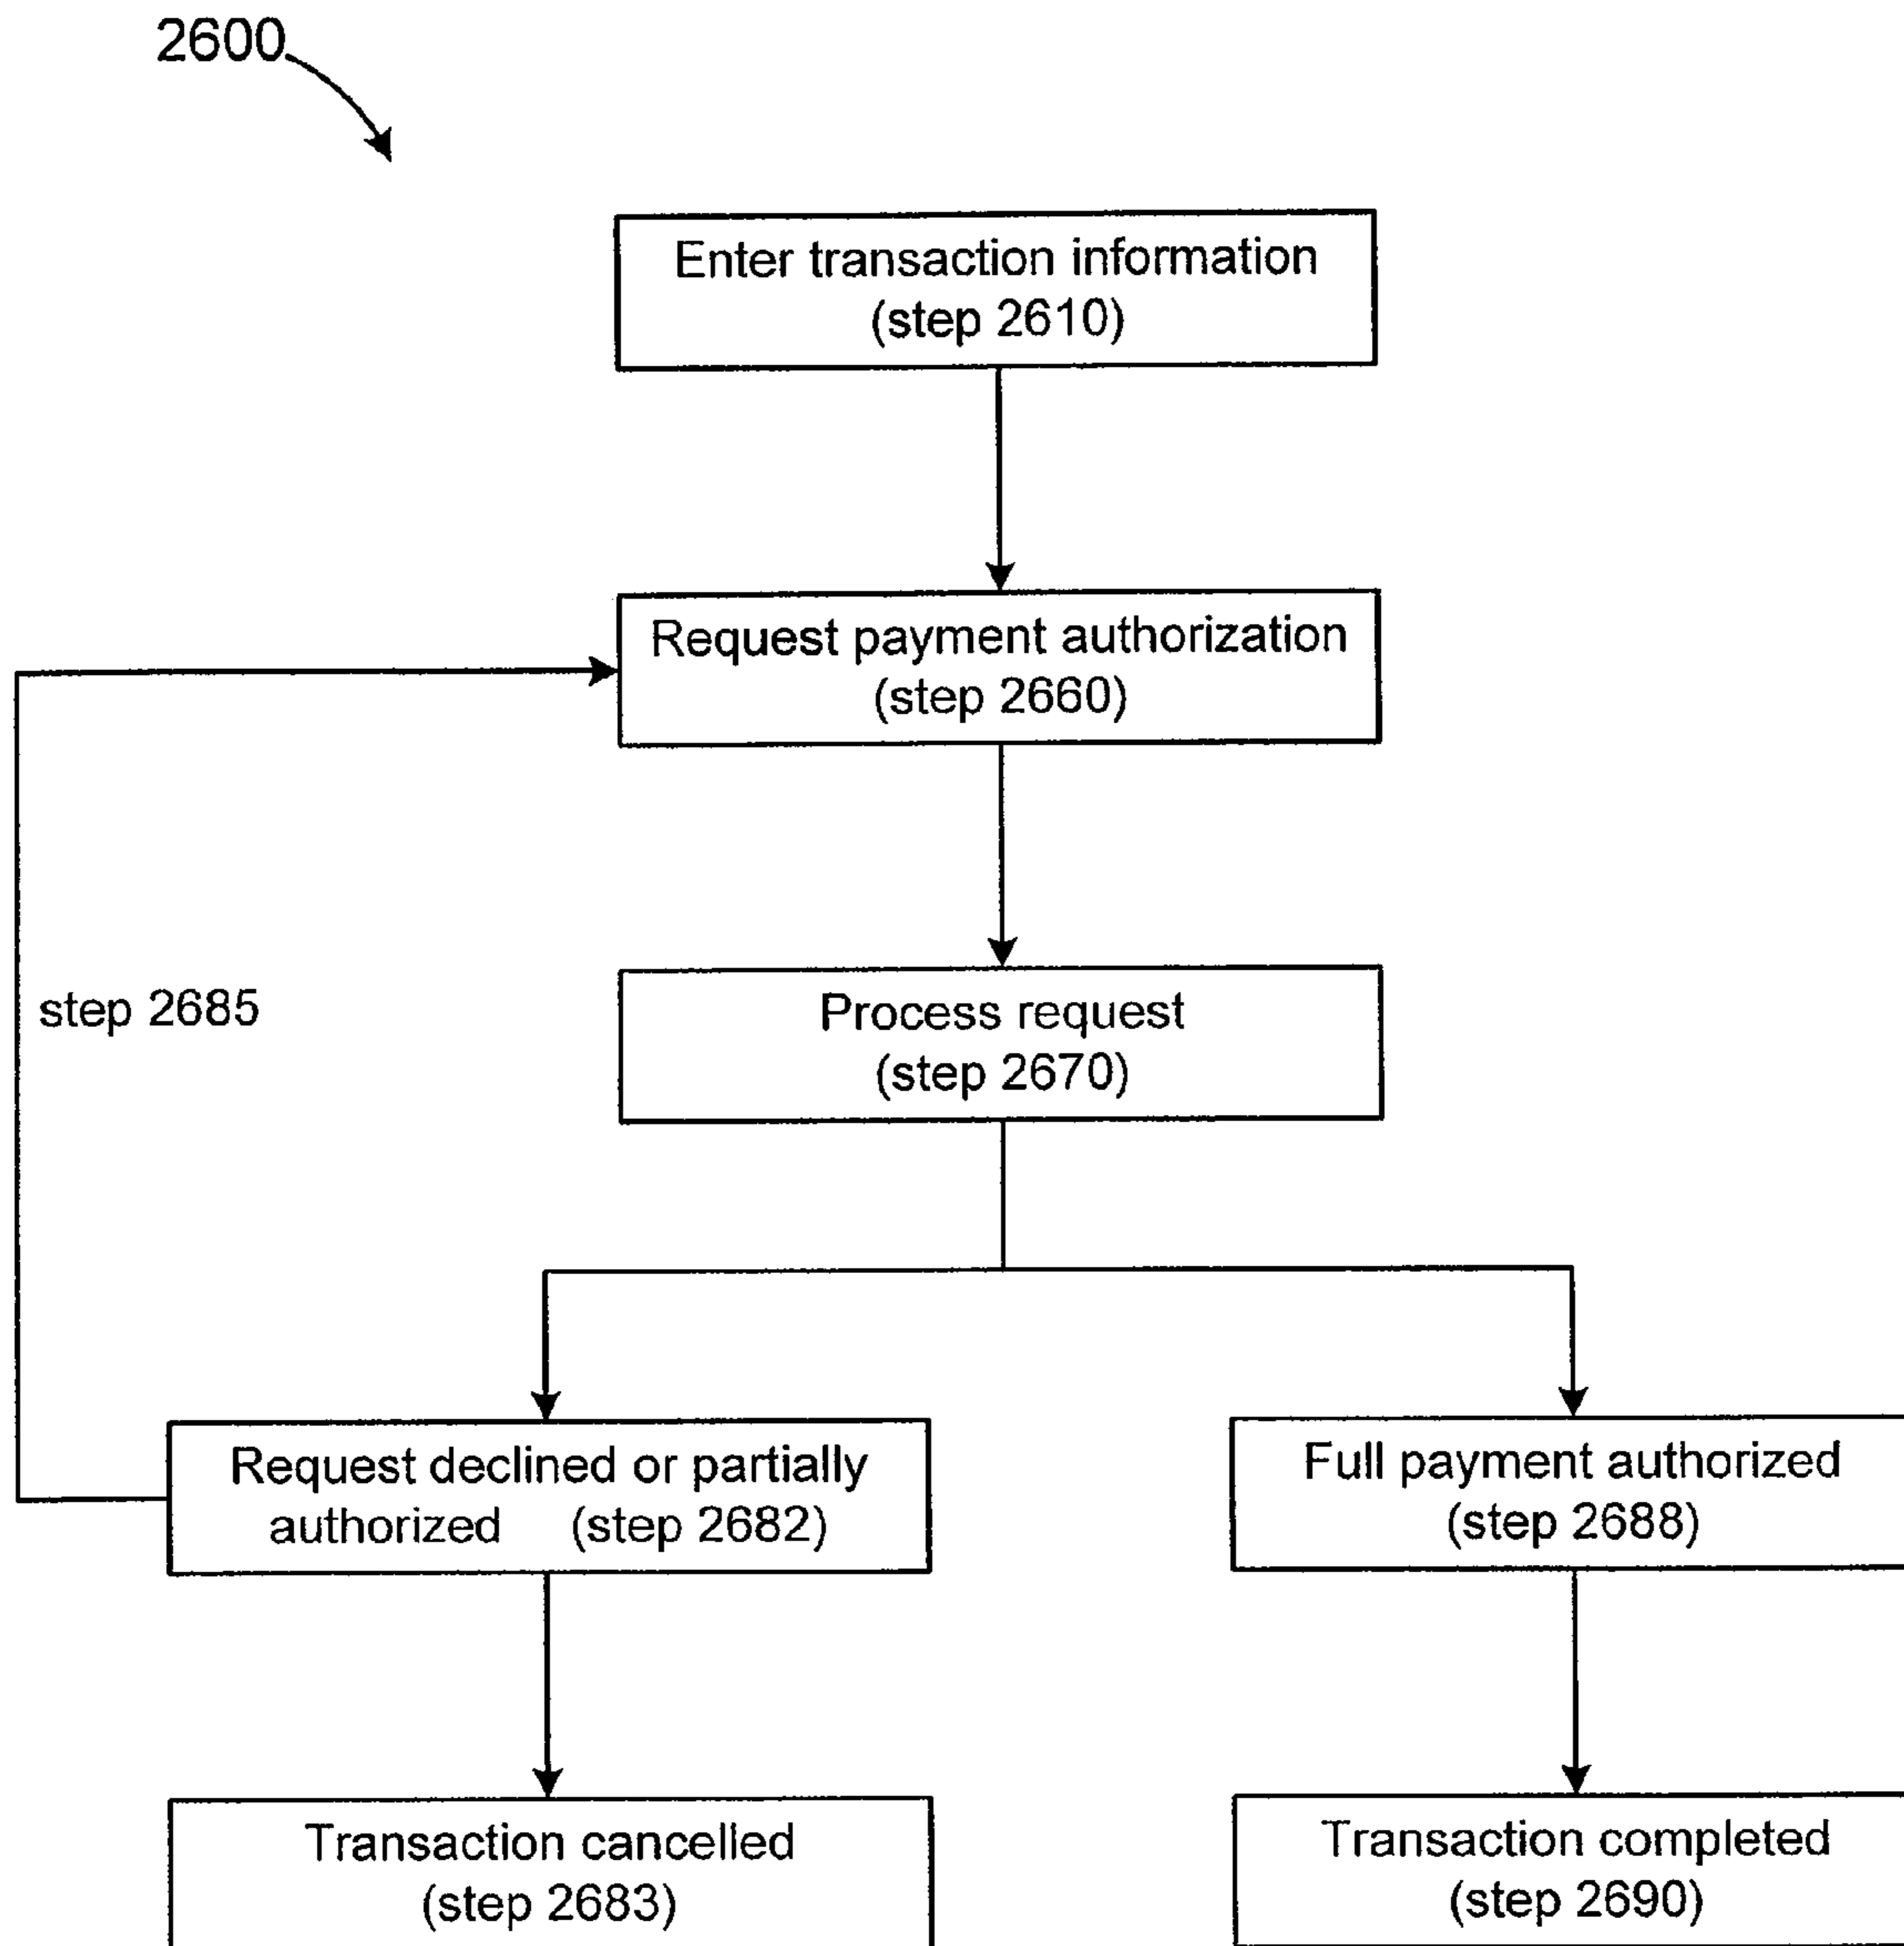 2600
Enter transaction information
(step 2610)
Request payment authorization
(step 2660)
step 2685
Process request
(step 2670)
Request declined or partially
authorized (step 2682)
Full payment authorized
(step 2688)
Transaction cancelled
(step 2683)
Transaction completed
(step 2690)